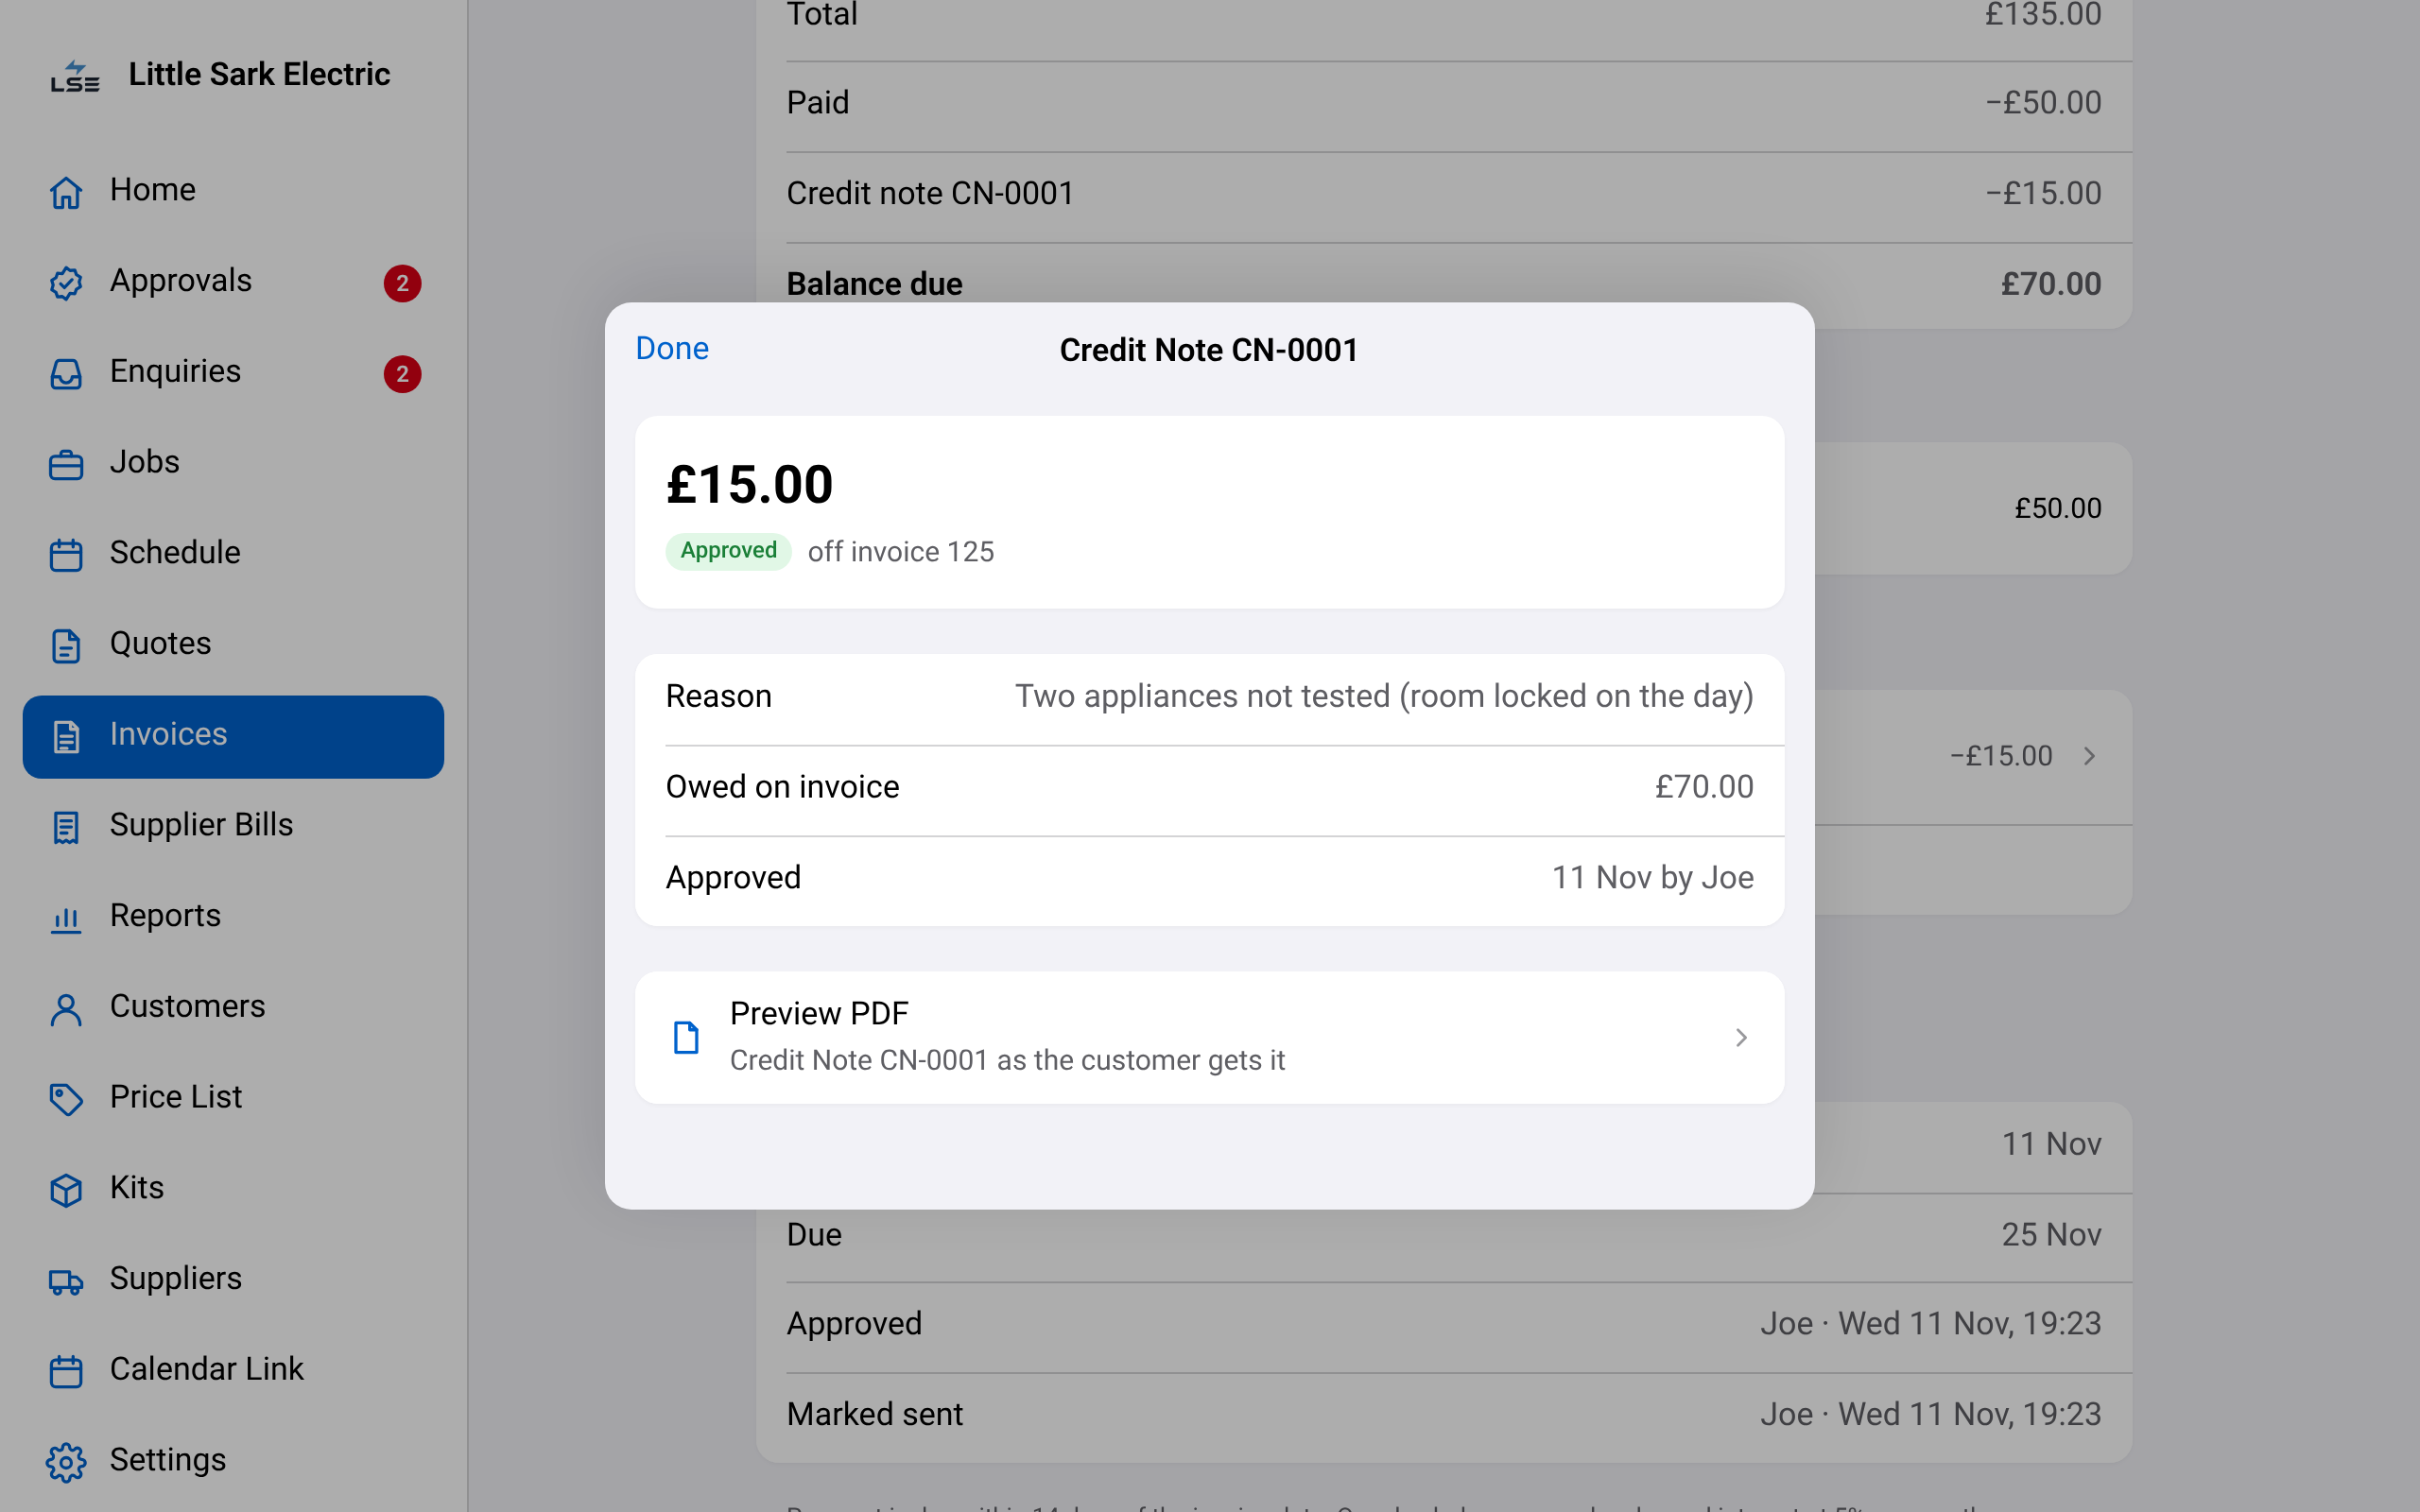 LSE Little Sark Electric
Home
Approvals 2
Enquiries 2
Jobs
Schedule
Quotes
Invoices
Supplier Bills
Reports
Customers
Price List
Kits
Suppliers
Calendar Link
Settings
Total £135.00
Paid −£50.00
Credit note CN-0001 −£15.00
Balance due £70.00
£50.00
−£15.00
Done
Credit Note CN-0001
£15.00
Approved off invoice 125
Reason Two appliances not tested (room locked on the day)
Owed on invoice £70.00
Approved 11 Nov by Joe
Preview PDF
Credit Note CN-0001 as the customer gets it
11 Nov
Due 25 Nov
Approved Joe · Wed 11 Nov, 19:23
Marked sent Joe · Wed 11 Nov, 19:23